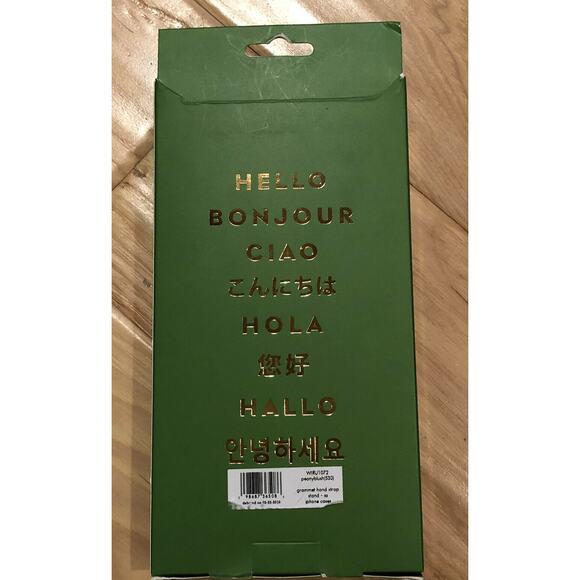 HELLO
BONJOUR
CIAO
こんにちは
HOLA
您好
HALLO
안녕하세요
WIRU1072
peonyblush(533)
grommet hand strap
stand - xs
iphone cases